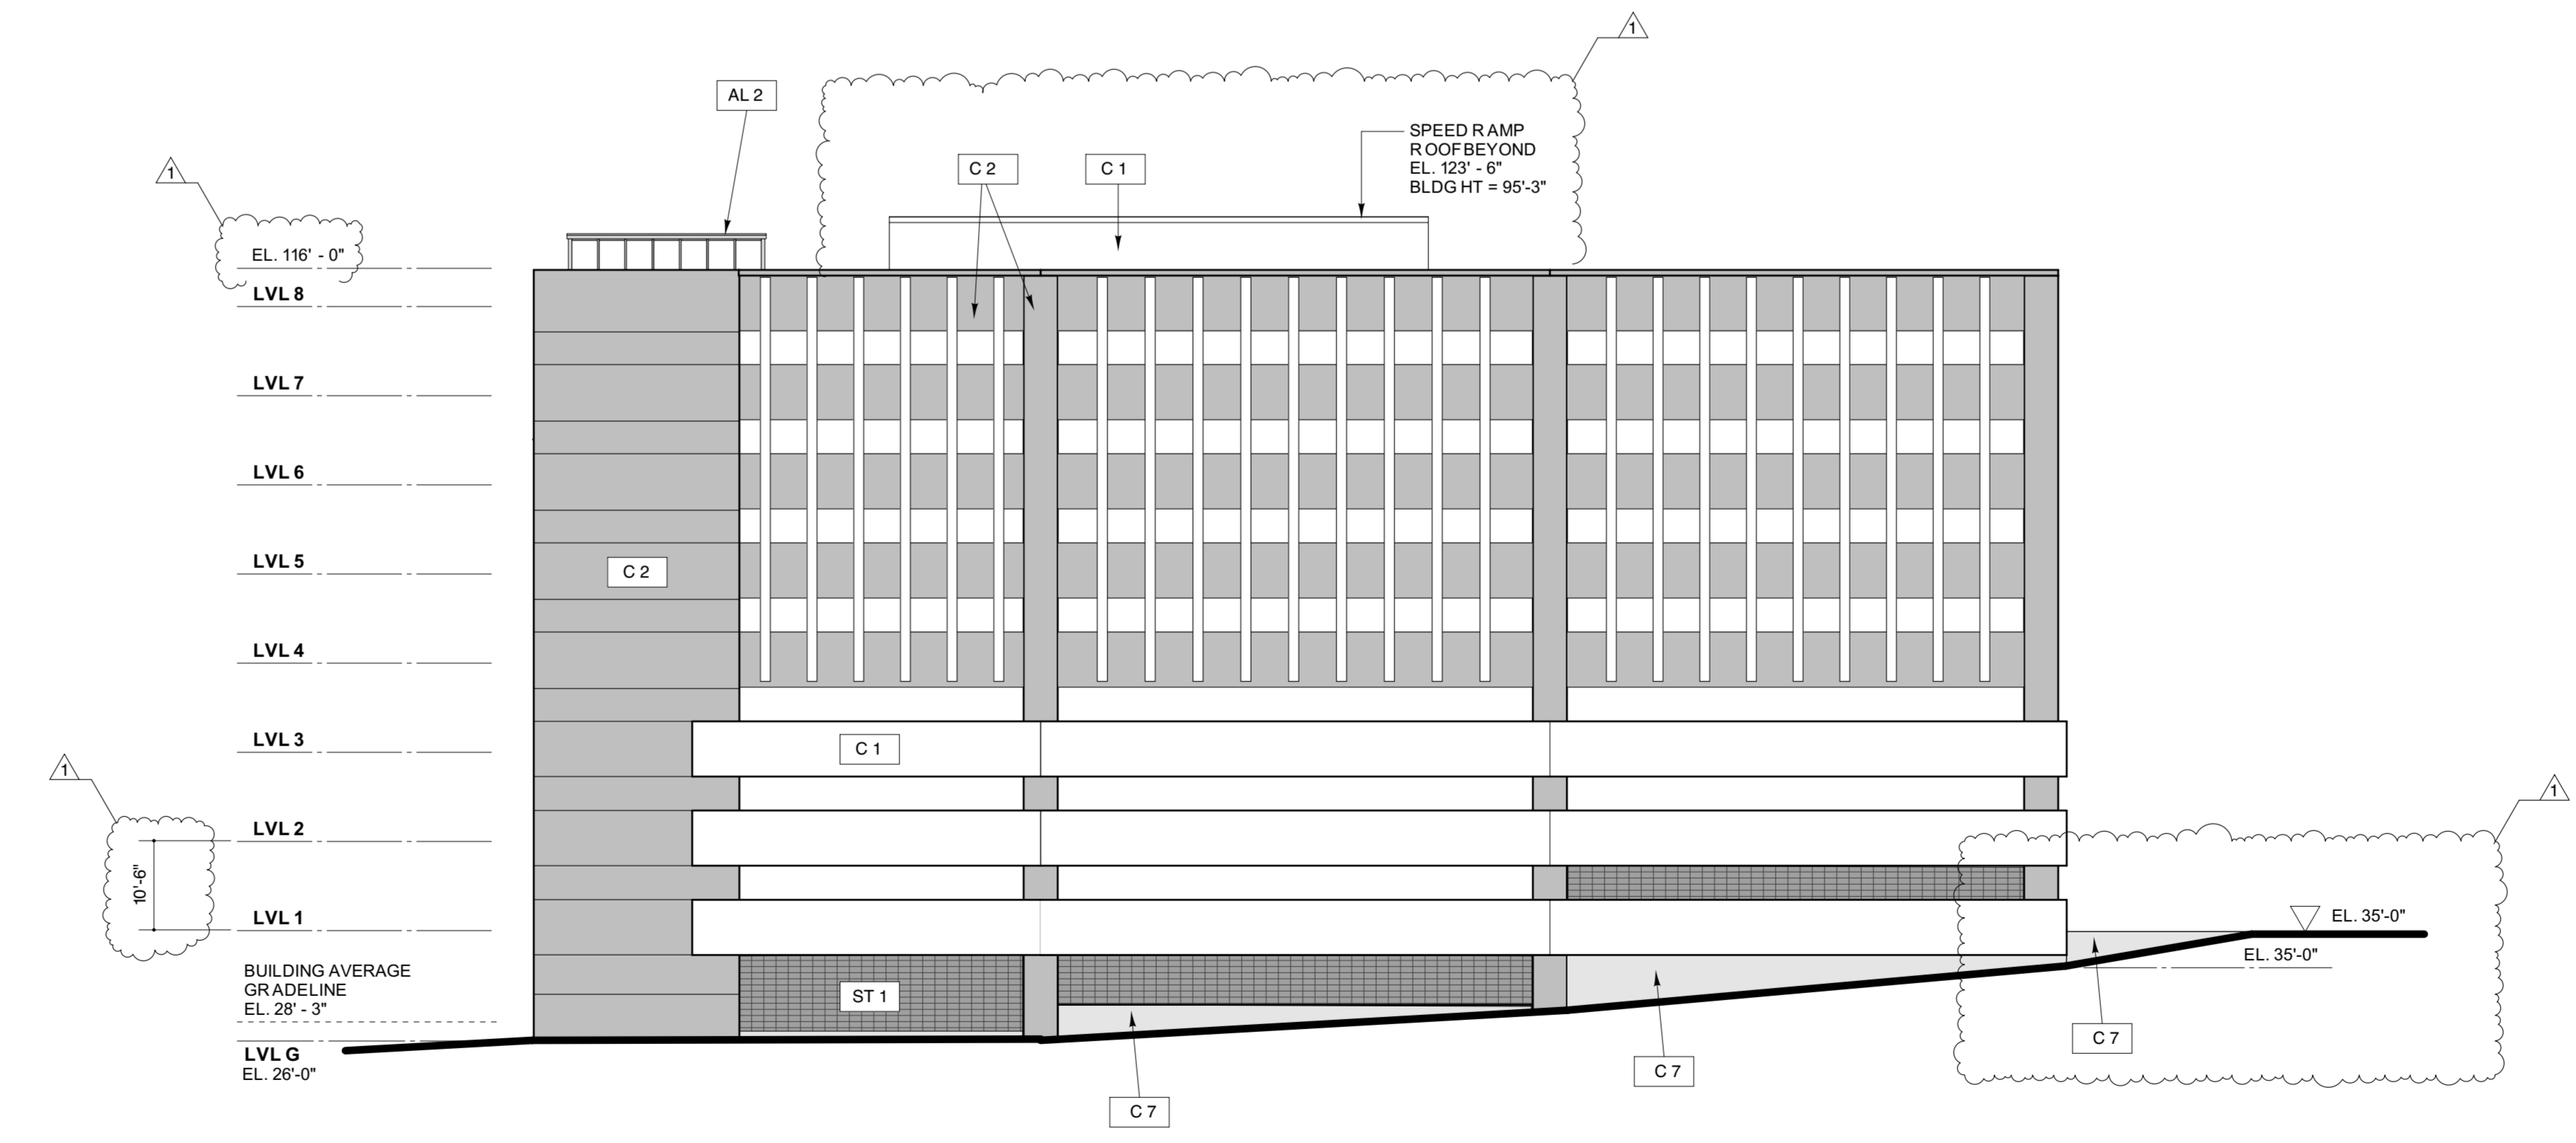 1
AL 2
SPEED RAMP
ROOF BEYOND
EL. 123' - 6"
BLDG HT = 95'-3"
C 2
C 1
1
EL. 116' - 0"
LVL 8
LVL 7
LVL 6
LVL 5
C 2
LVL 4
LVL 3
C 1
1
1
LVL 2
10'-6"
LVL 1
EL. 35'-0"
EL. 35'-0"
BUILDING AVERAGE
GRADELINE
EL. 28' - 3"
ST 1
LVL G
EL. 26'-0"
C 7
C 7
C 7